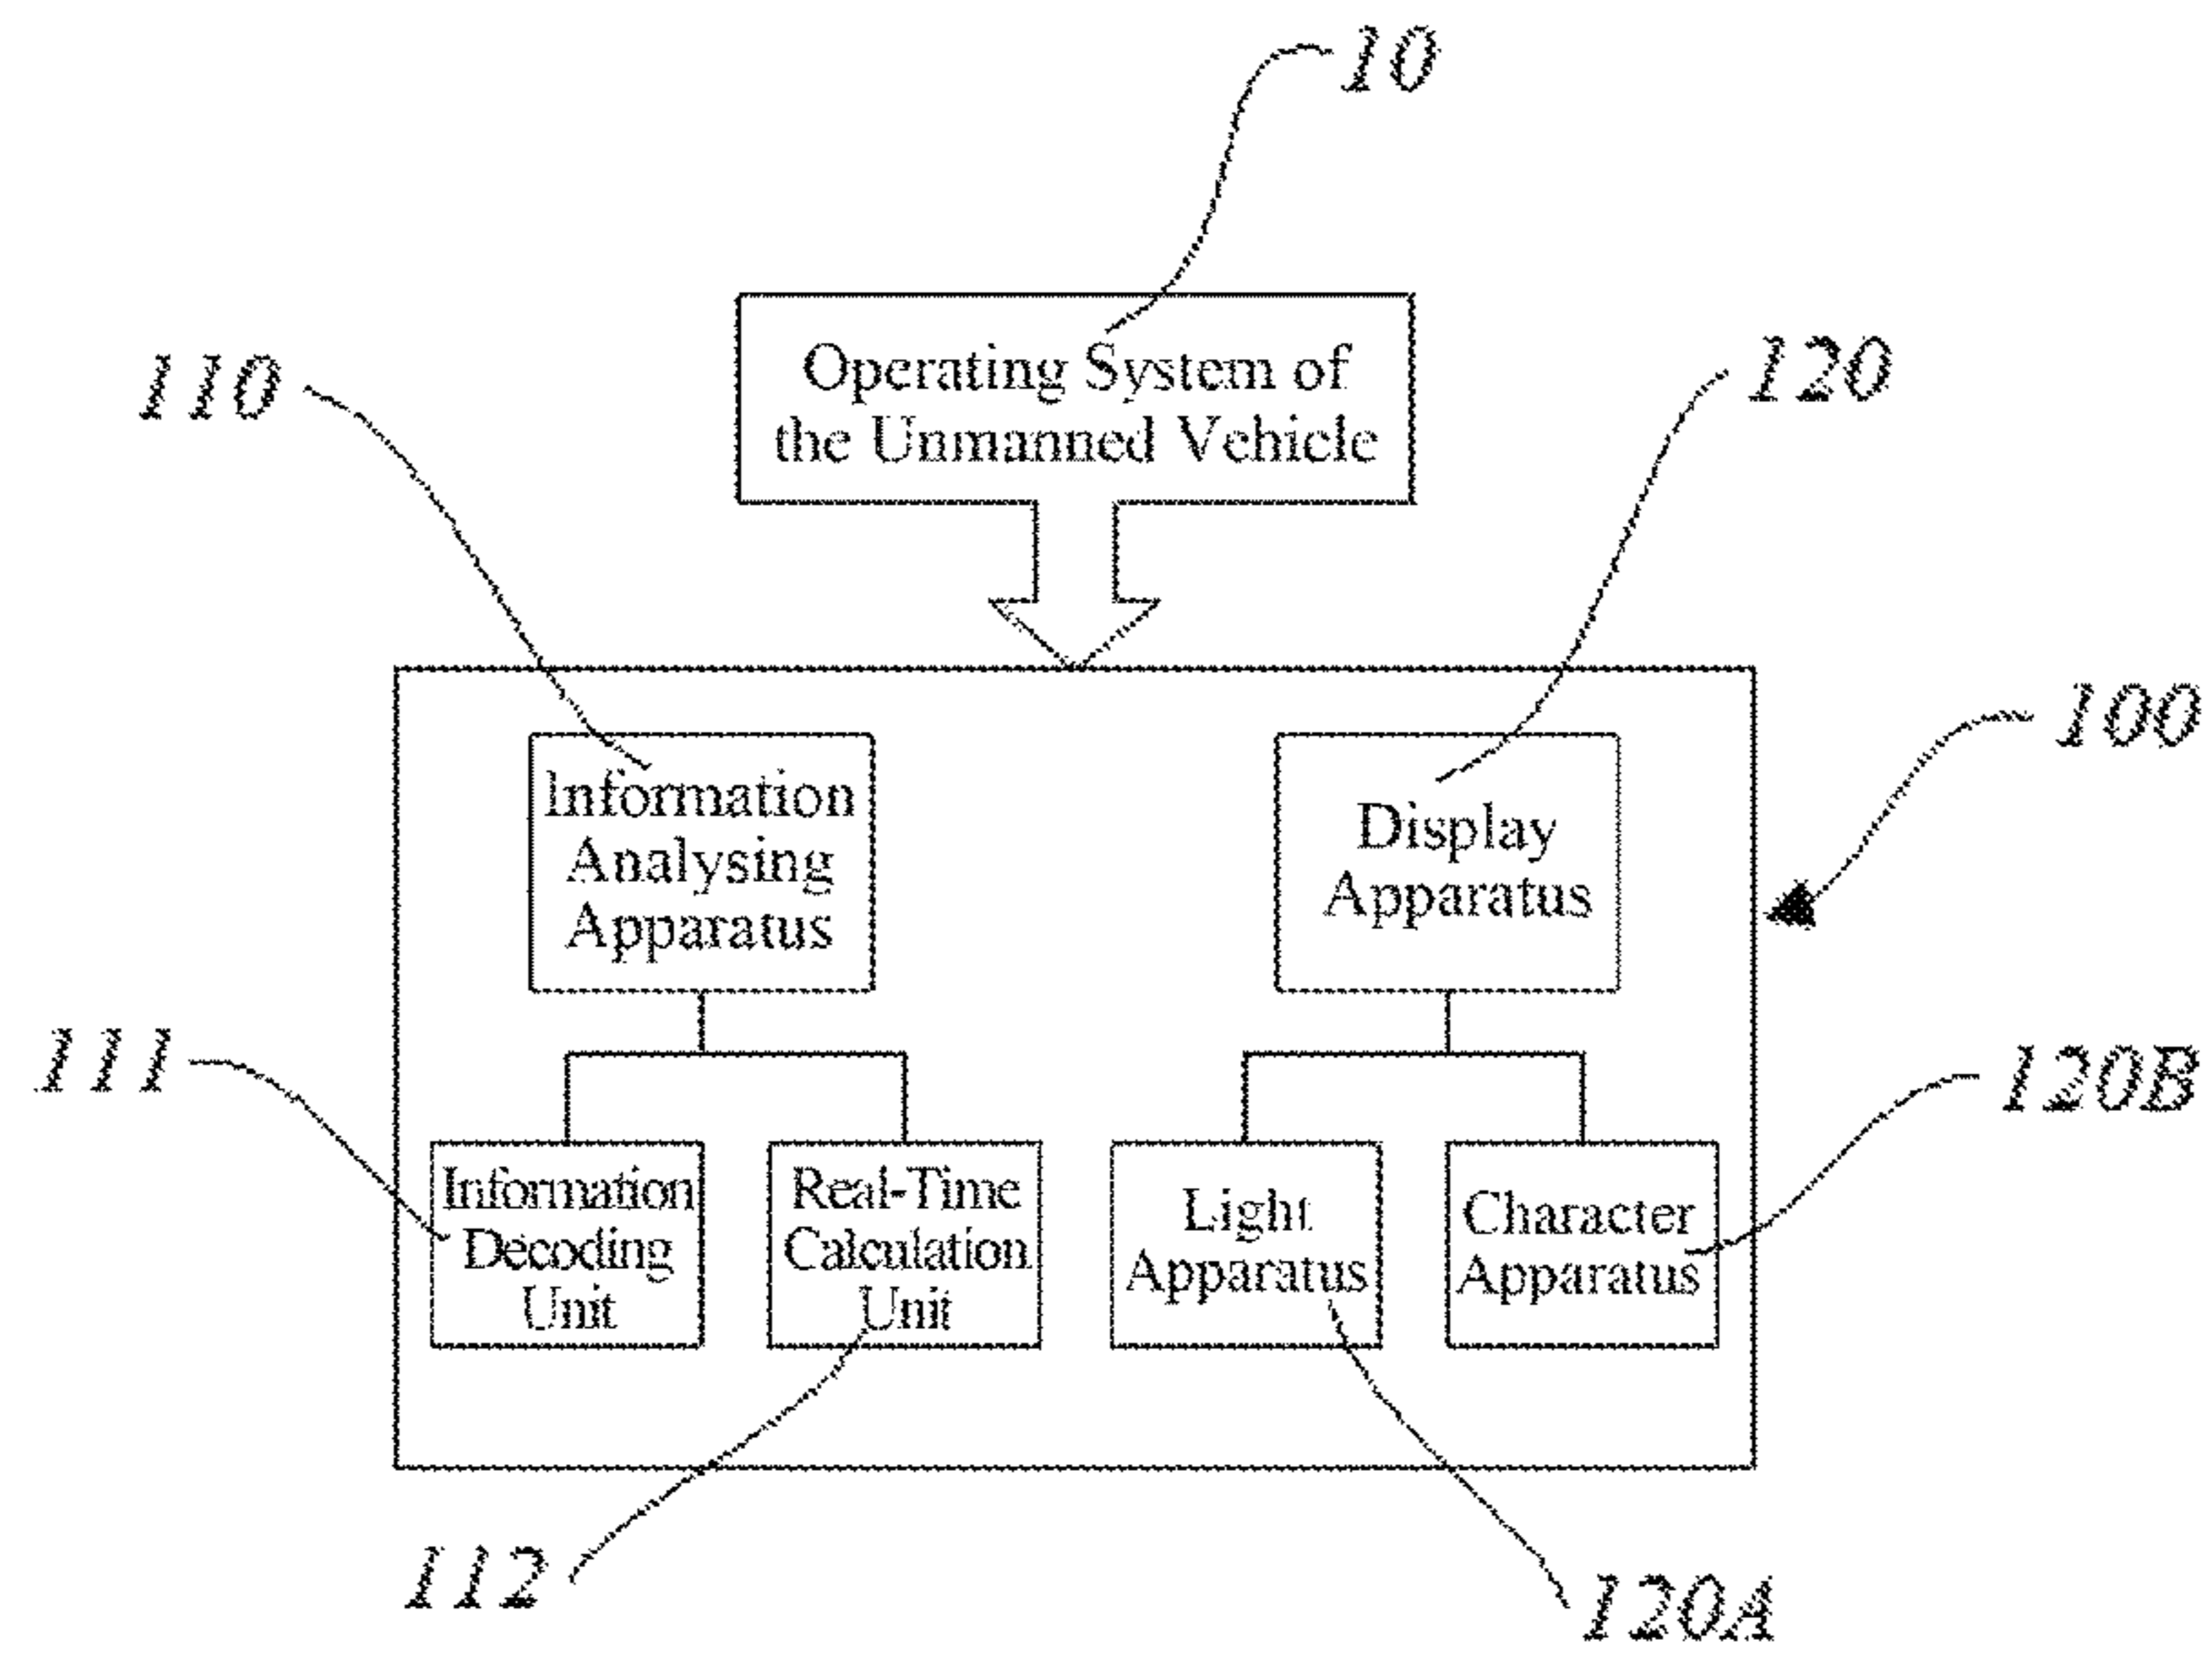 10
Operating System of
the Unmanned Vehicle
110
120
100
Information
Analysing
Apparatus
Display
Apparatus
111
120B
Information
Decoding
Unit
Real-Time
Calculation
Unit
Light
Apparatus
Character
Apparatus
112
120A